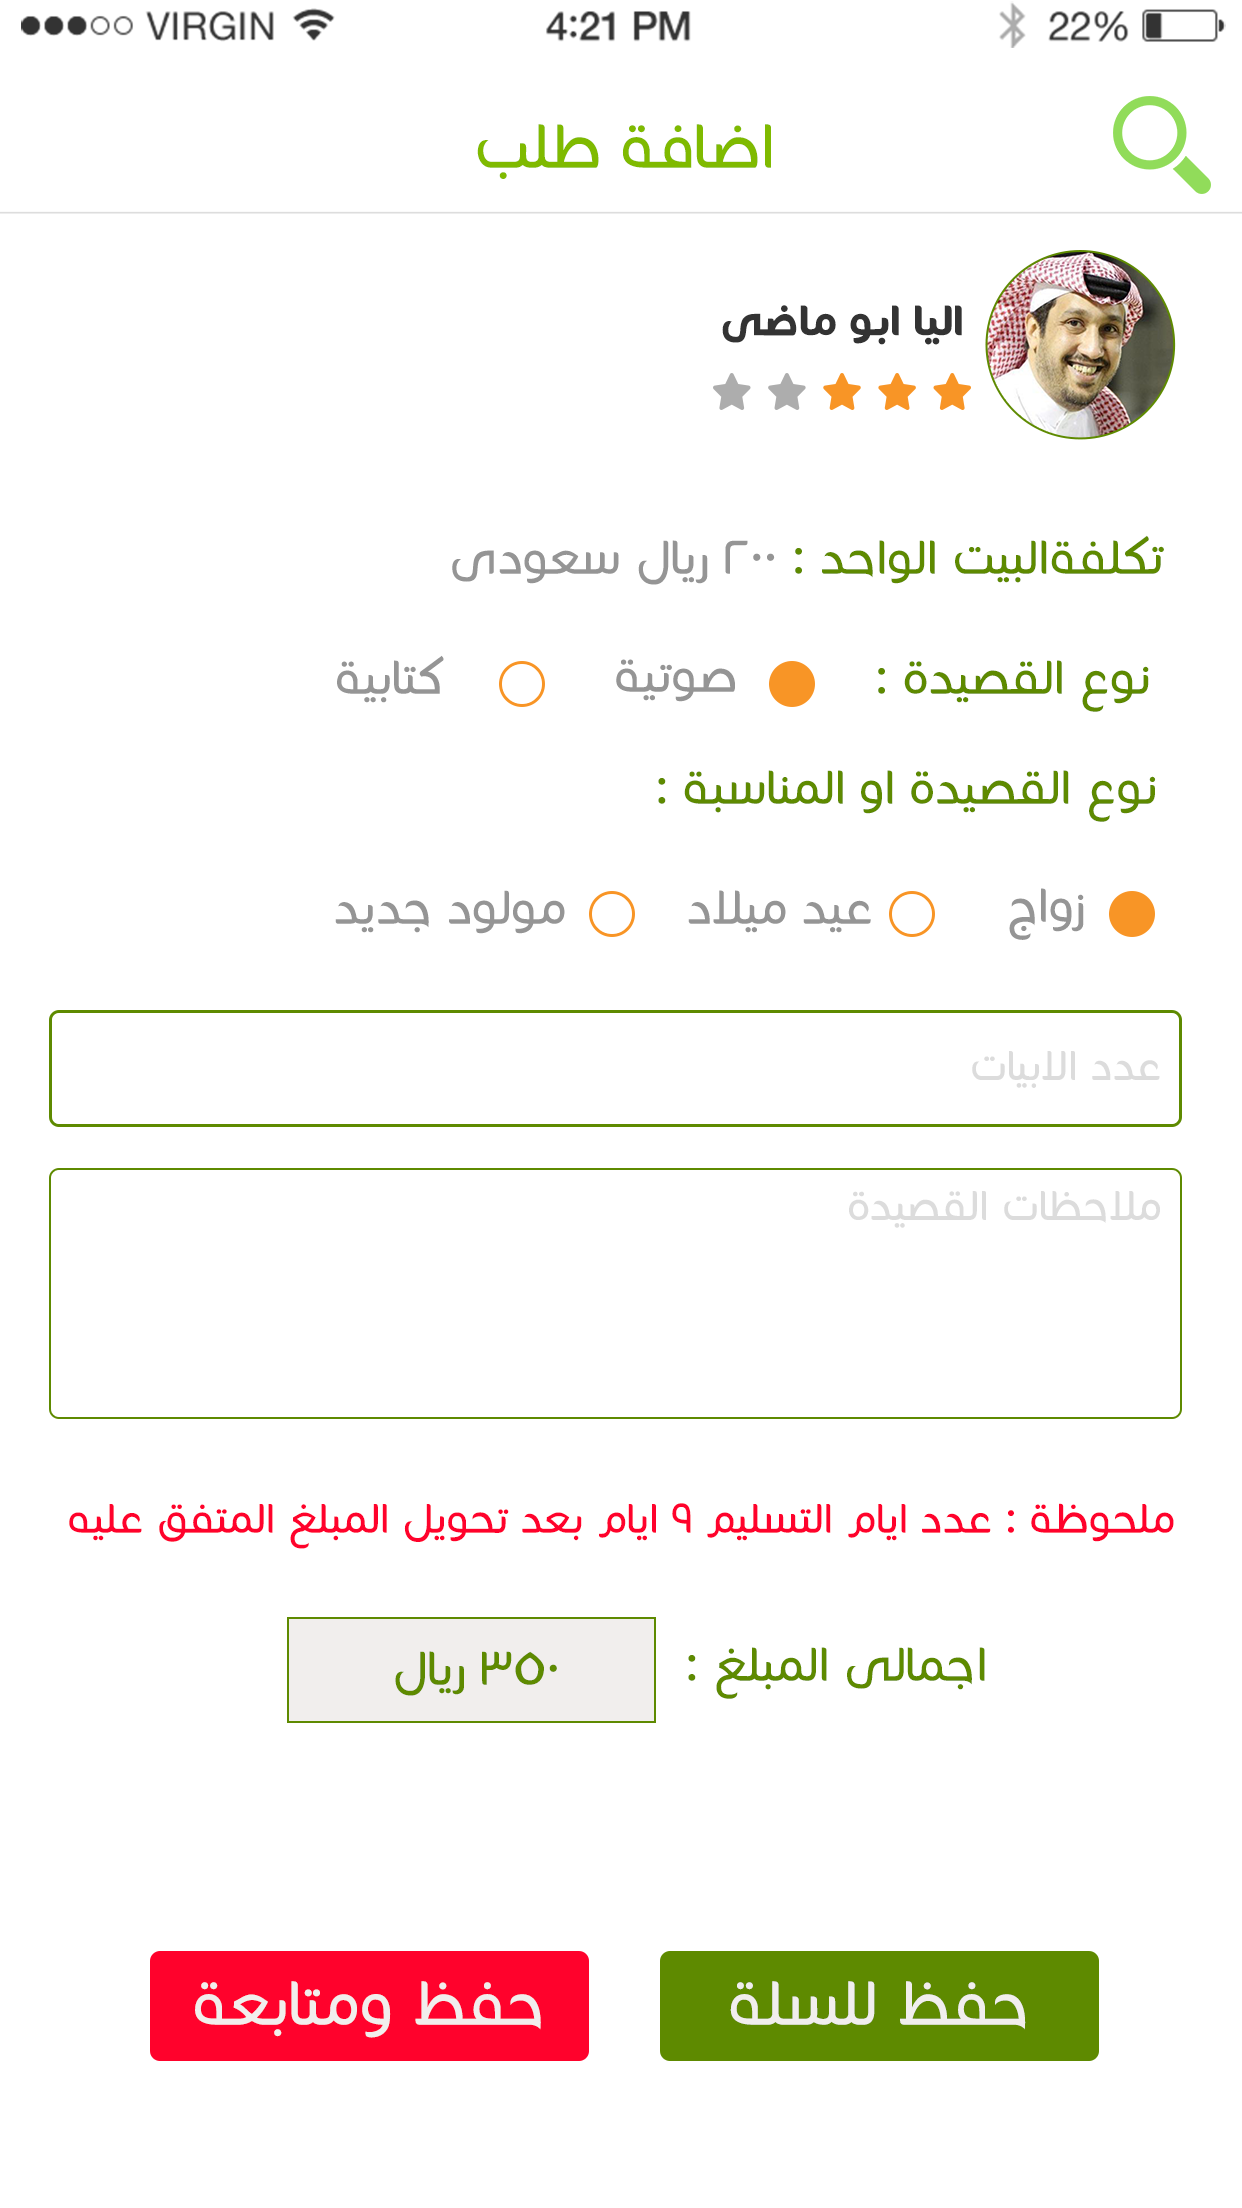 VIRGIN 4:21 PM 22%
اضافة طلب
اليا ابو ماضى
تكلفةالبيت الواحد : ٢٠٠ ريال سعودى
نوع القصيدة : صوتية كتابية
نوع القصيدة او المناسبة :
زواج عيد ميلاد مولود جديد
عدد الابيات
ملاحظات القصيدة
ملحوظة : عدد ايام التسليم ٩ ايام بعد تحويل المبلغ المتفق عليه
اجمالى المبلغ : ٣٥٠ ريال
حفظ للسلة حفظ ومتابعة